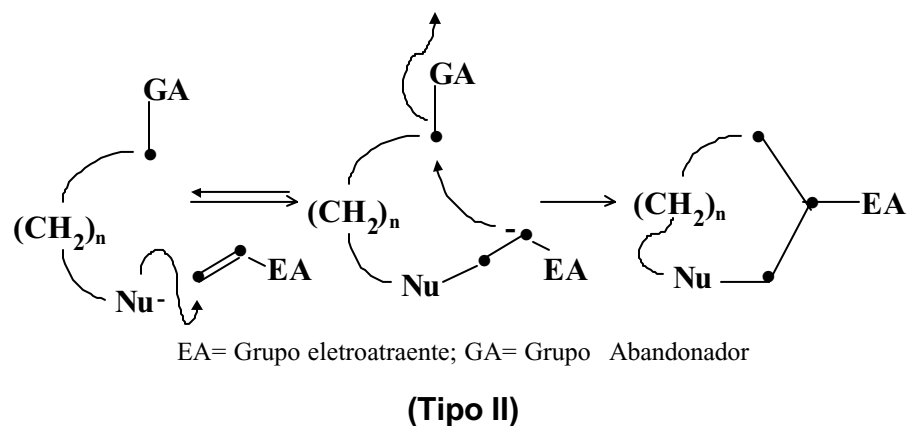 GA
(CH2)n
Nu-
EA
GA
(CH2)n
-
Nu
EA
(CH2)n
Nu
EA
EA= Grupo eletroatraente; GA= Grupo Abandonador
(Tipo II)